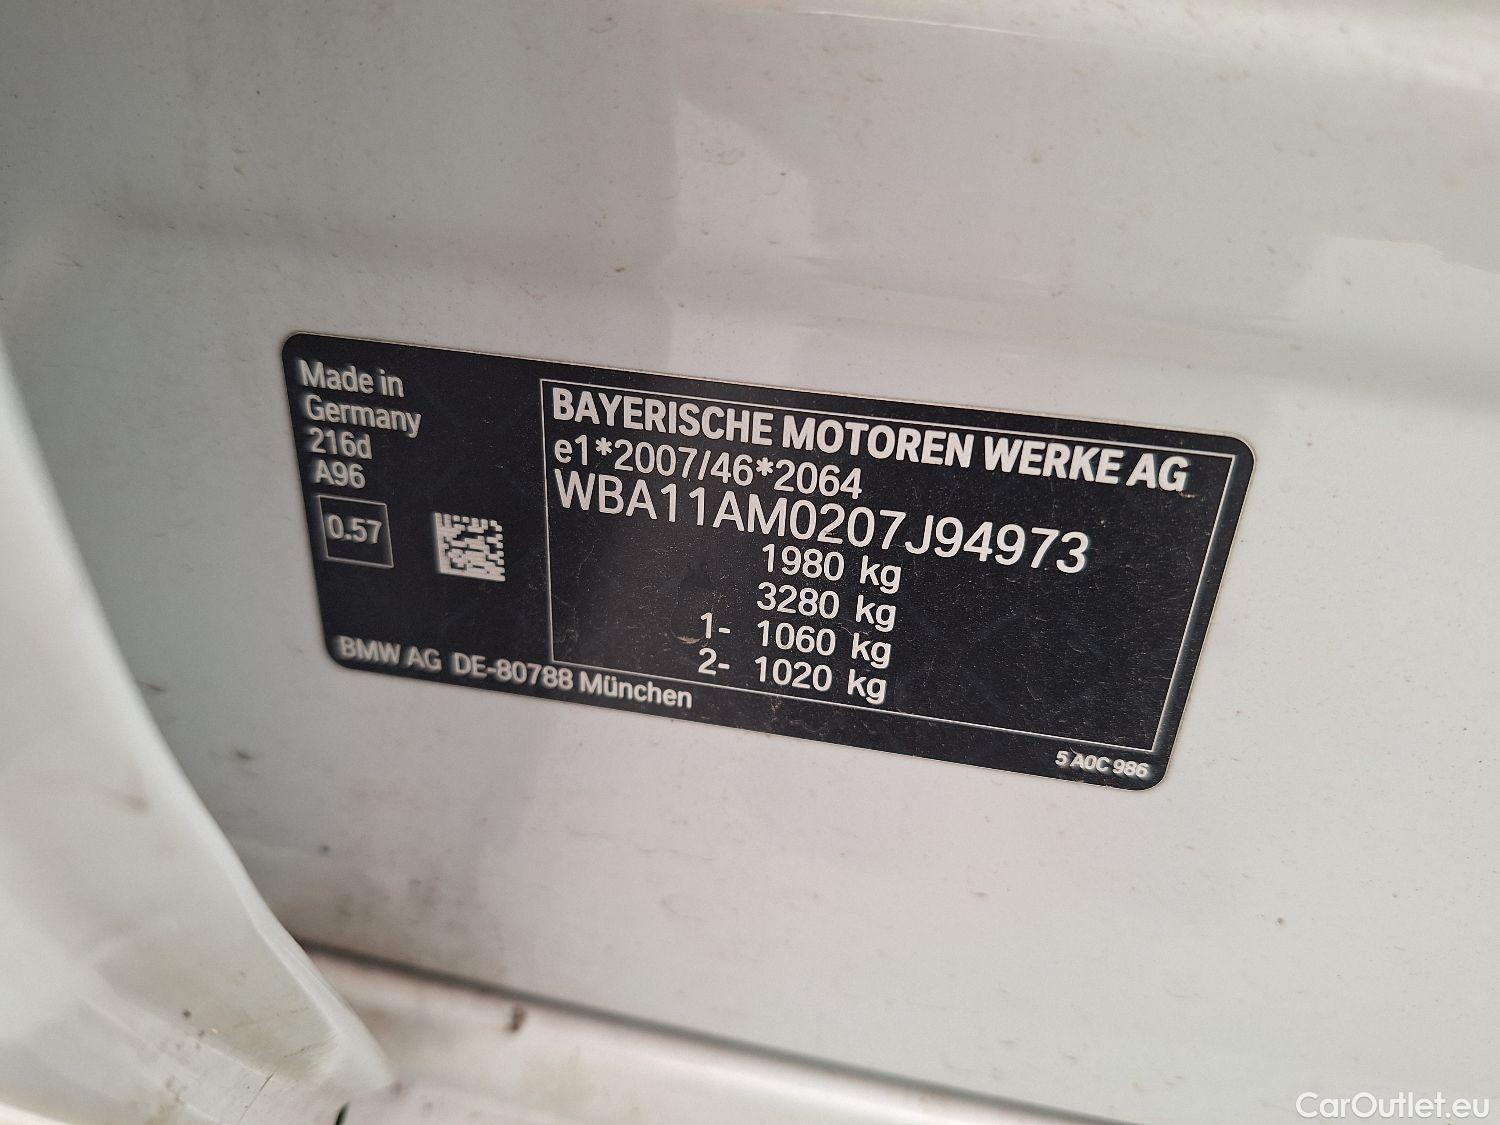 Made in
Germany
216d
A96
0.57
BAYERISCHE MOTOREN WERKE AG
e1*2007/46*2064
WBA11AM0207J94973
1980 kg
3280 kg
1- 1060 kg
2- 1020 kg
BMW AG DE-80788 München
5 A0C 986
CarOutlet.eu